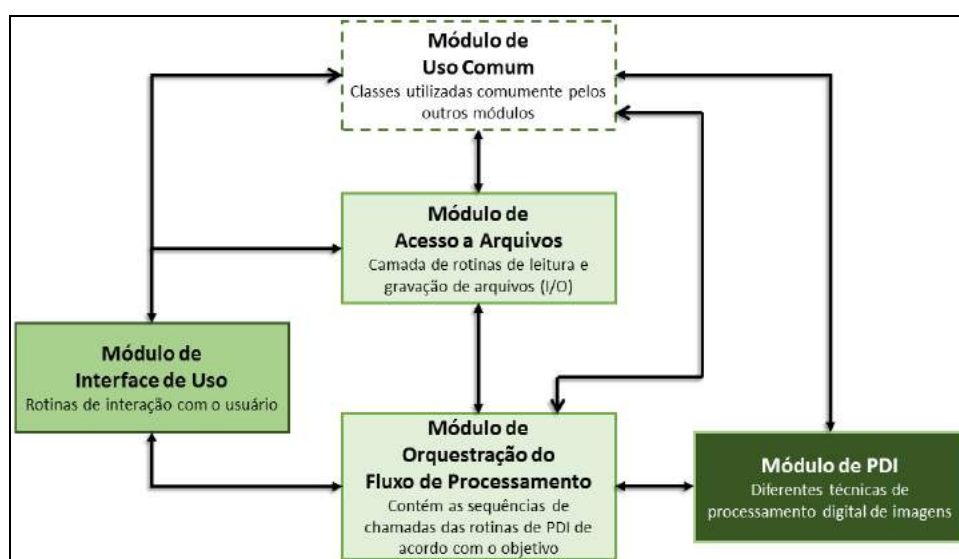 Módulo de
Uso Comum
Classes utilizadas comumente pelos
outros módulos
Módulo de
Acesso a Arquivos
Camada de rotinas de leitura e
gravação de arquivos (I/O)
Módulo de
Interface de Uso
Rotinas de interação com o usuário
Módulo de
Orquestração do
Fluxo de Processamento
Contém as sequências de
chamadas das rotinas de PDI de
acordo com o objetivo
Módulo de PDI
Diferentes técnicas de
processamento digital de imagens